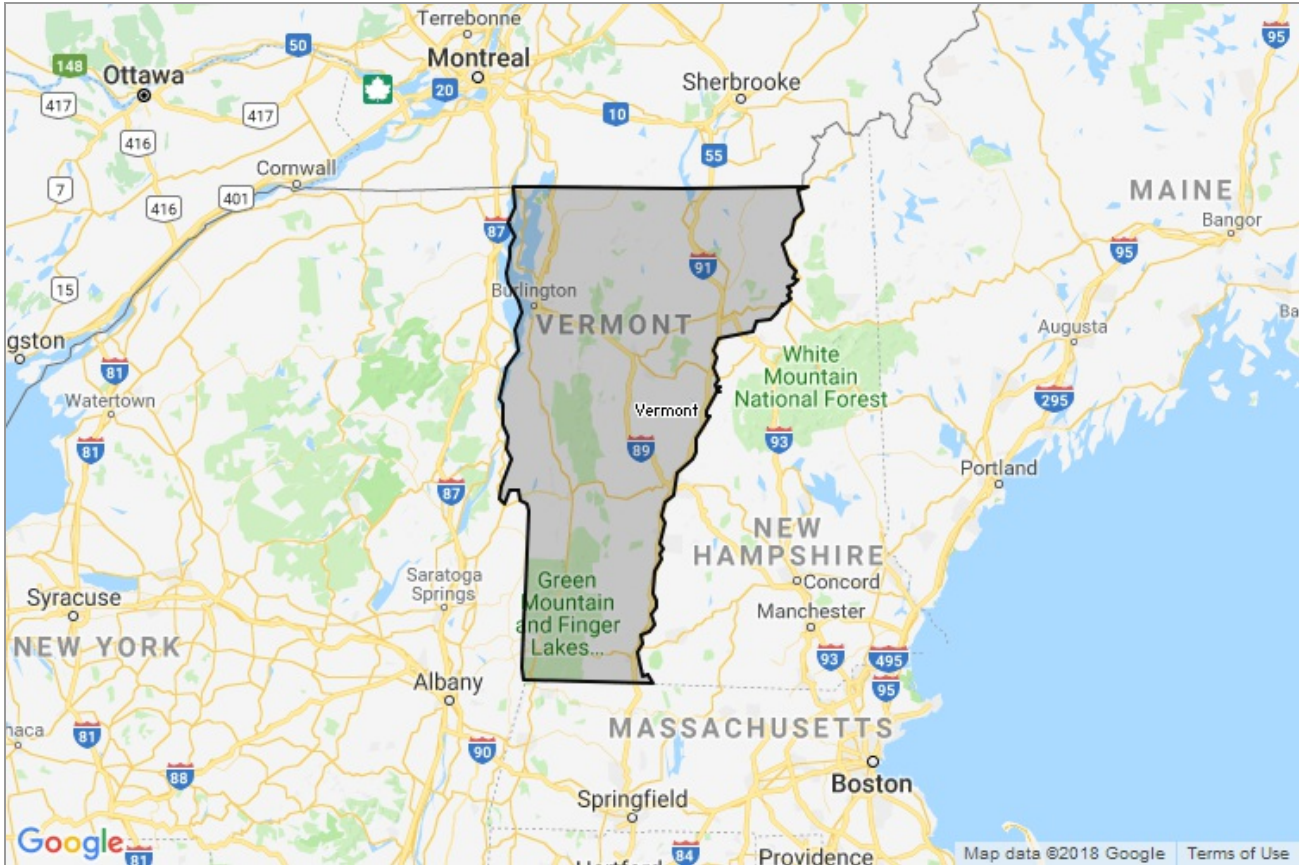 Terrebonne
50
95
148
Montreal
Ottawa
Sherbrooke
417
20
417
10
416
55
Cornwall
7
401
MAINE
416
87
Bangor
95
91
15
Burlington
VERMONT
Augusta
gston
White
Mountain
National Forest
81
Watertown
295
Vermont
93
81
89
Portland
87
NEW
HAMPSHIRE
Saratoga
Springs
Green
Mountain
and Finger
Lakes...
Concord
Syracuse
Manchester
NEW YORK
93
495
95
Albany
MASSACHUSETTS
naca
81
90
Boston
88
Springfield
Google
81
84
Providence
Map data ©2018 Google
Terms of Use